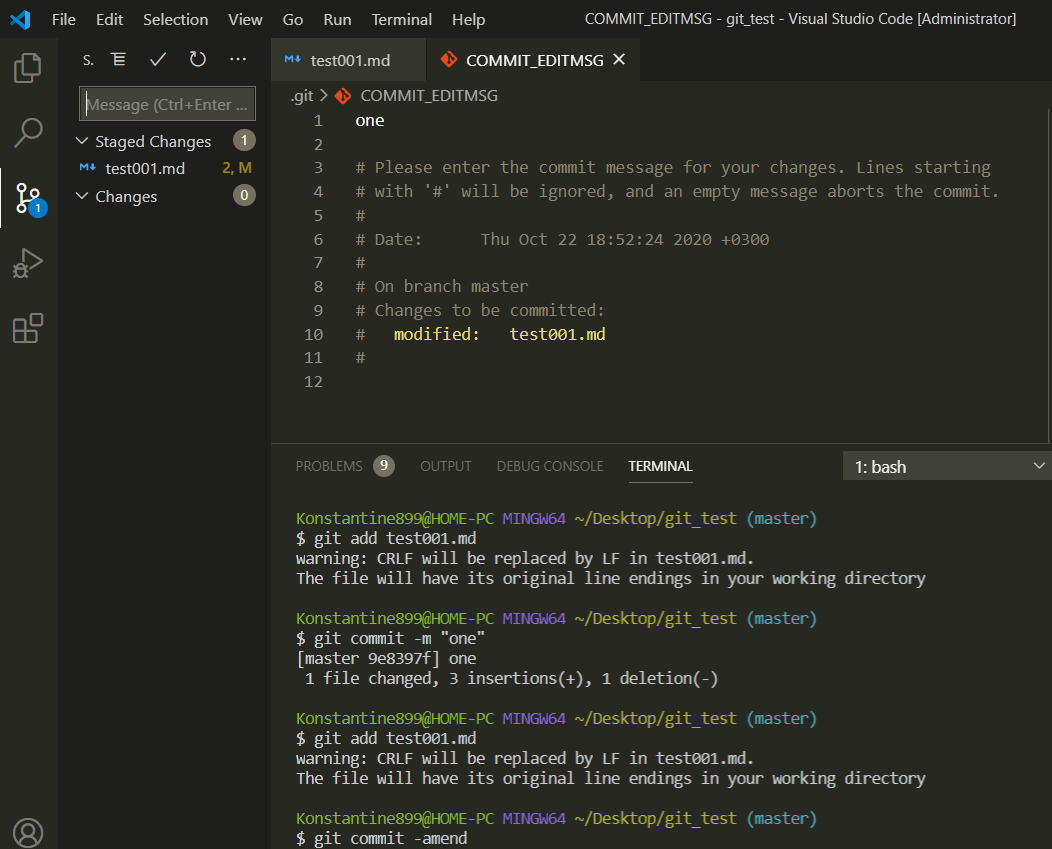 File Edit Selection View Go Run Terminal Help COMMIT_EDITMSG - git_test - Visual Studio Code [Administrator]
S.
test001.md COMMIT_EDITMSG
.git > COMMIT_EDITMSG
Message (Ctrl+Enter ...
Staged Changes 1
test001.md 2, M
Changes 0
1
1 one
2
3 # Please enter the commit message for your changes. Lines starting
4 # with '#' will be ignored, and an empty message aborts the commit.
5 #
6 # Date:      Thu Oct 22 18:52:24 2020 +0300
7 #
8 # On branch master
9 # Changes to be committed:
10 #   modified:   test001.md
11 #
12
PROBLEMS 9 OUTPUT DEBUG CONSOLE TERMINAL 1: bash
Konstantine899@HOME-PC MINGW64 ~/Desktop/git_test (master)
$ git add test001.md
warning: CRLF will be replaced by LF in test001.md.
The file will have its original line endings in your working directory
Konstantine899@HOME-PC MINGW64 ~/Desktop/git_test (master)
$ git commit -m "one"
[master 9e8397f] one
 1 file changed, 3 insertions(+), 1 deletion(-)
Konstantine899@HOME-PC MINGW64 ~/Desktop/git_test (master)
$ git add test001.md
warning: CRLF will be replaced by LF in test001.md.
The file will have its original line endings in your working directory
Konstantine899@HOME-PC MINGW64 ~/Desktop/git_test (master)
$ git commit -amend